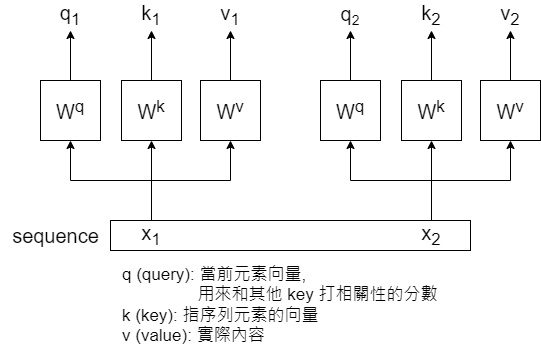 q1 k1 v1 q2 k2 v2
Wq Wk Wv Wq Wk Wv
sequence x1 x2
q (query): 當前元素向量,
用來和其他 key 打相關性的分數
k (key): 指序列元素的向量
v (value): 實際內容